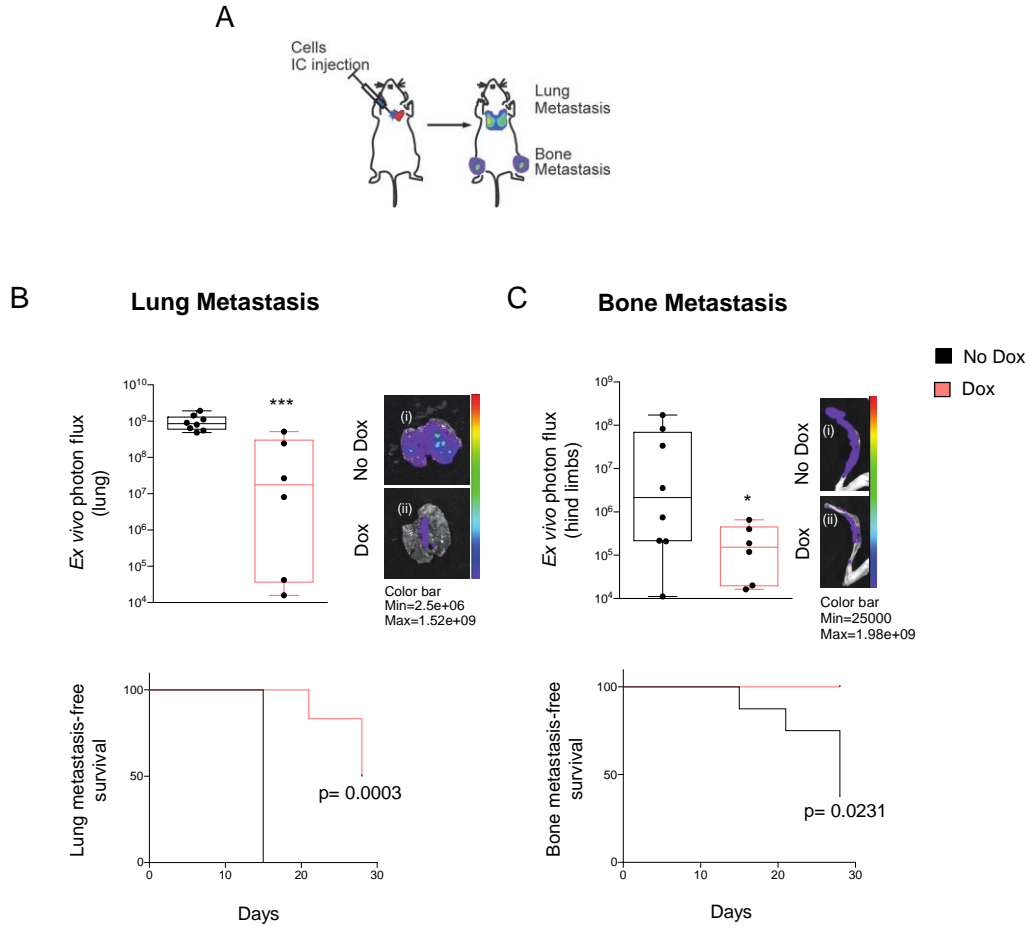 A
Cells
IC injection
Lung
Metastasis
Bone
Metastasis
B
Lung Metastasis
Ex vivo photon flux
(lung)
10^10
10^9
10^8
10^7
10^6
10^5
10^4
***
No Dox
(i)
Dox
(ii)
Color bar
Min=2.5e+06
Max=1.52e+09
Lung metastasis-free
survival
100
50
0
p= 0.0003
0
10
20
30
Days
C
Bone Metastasis
Ex vivo photon flux
(hind limbs)
10^9
10^8
10^7
10^6
10^5
10^4
*
No Dox
(i)
Dox
(ii)
Color bar
Min=25000
Max=1.98e+09
No Dox
Dox
Bone metastasis-free
survival
100
50
0
p= 0.0231
0
10
20
30
Days